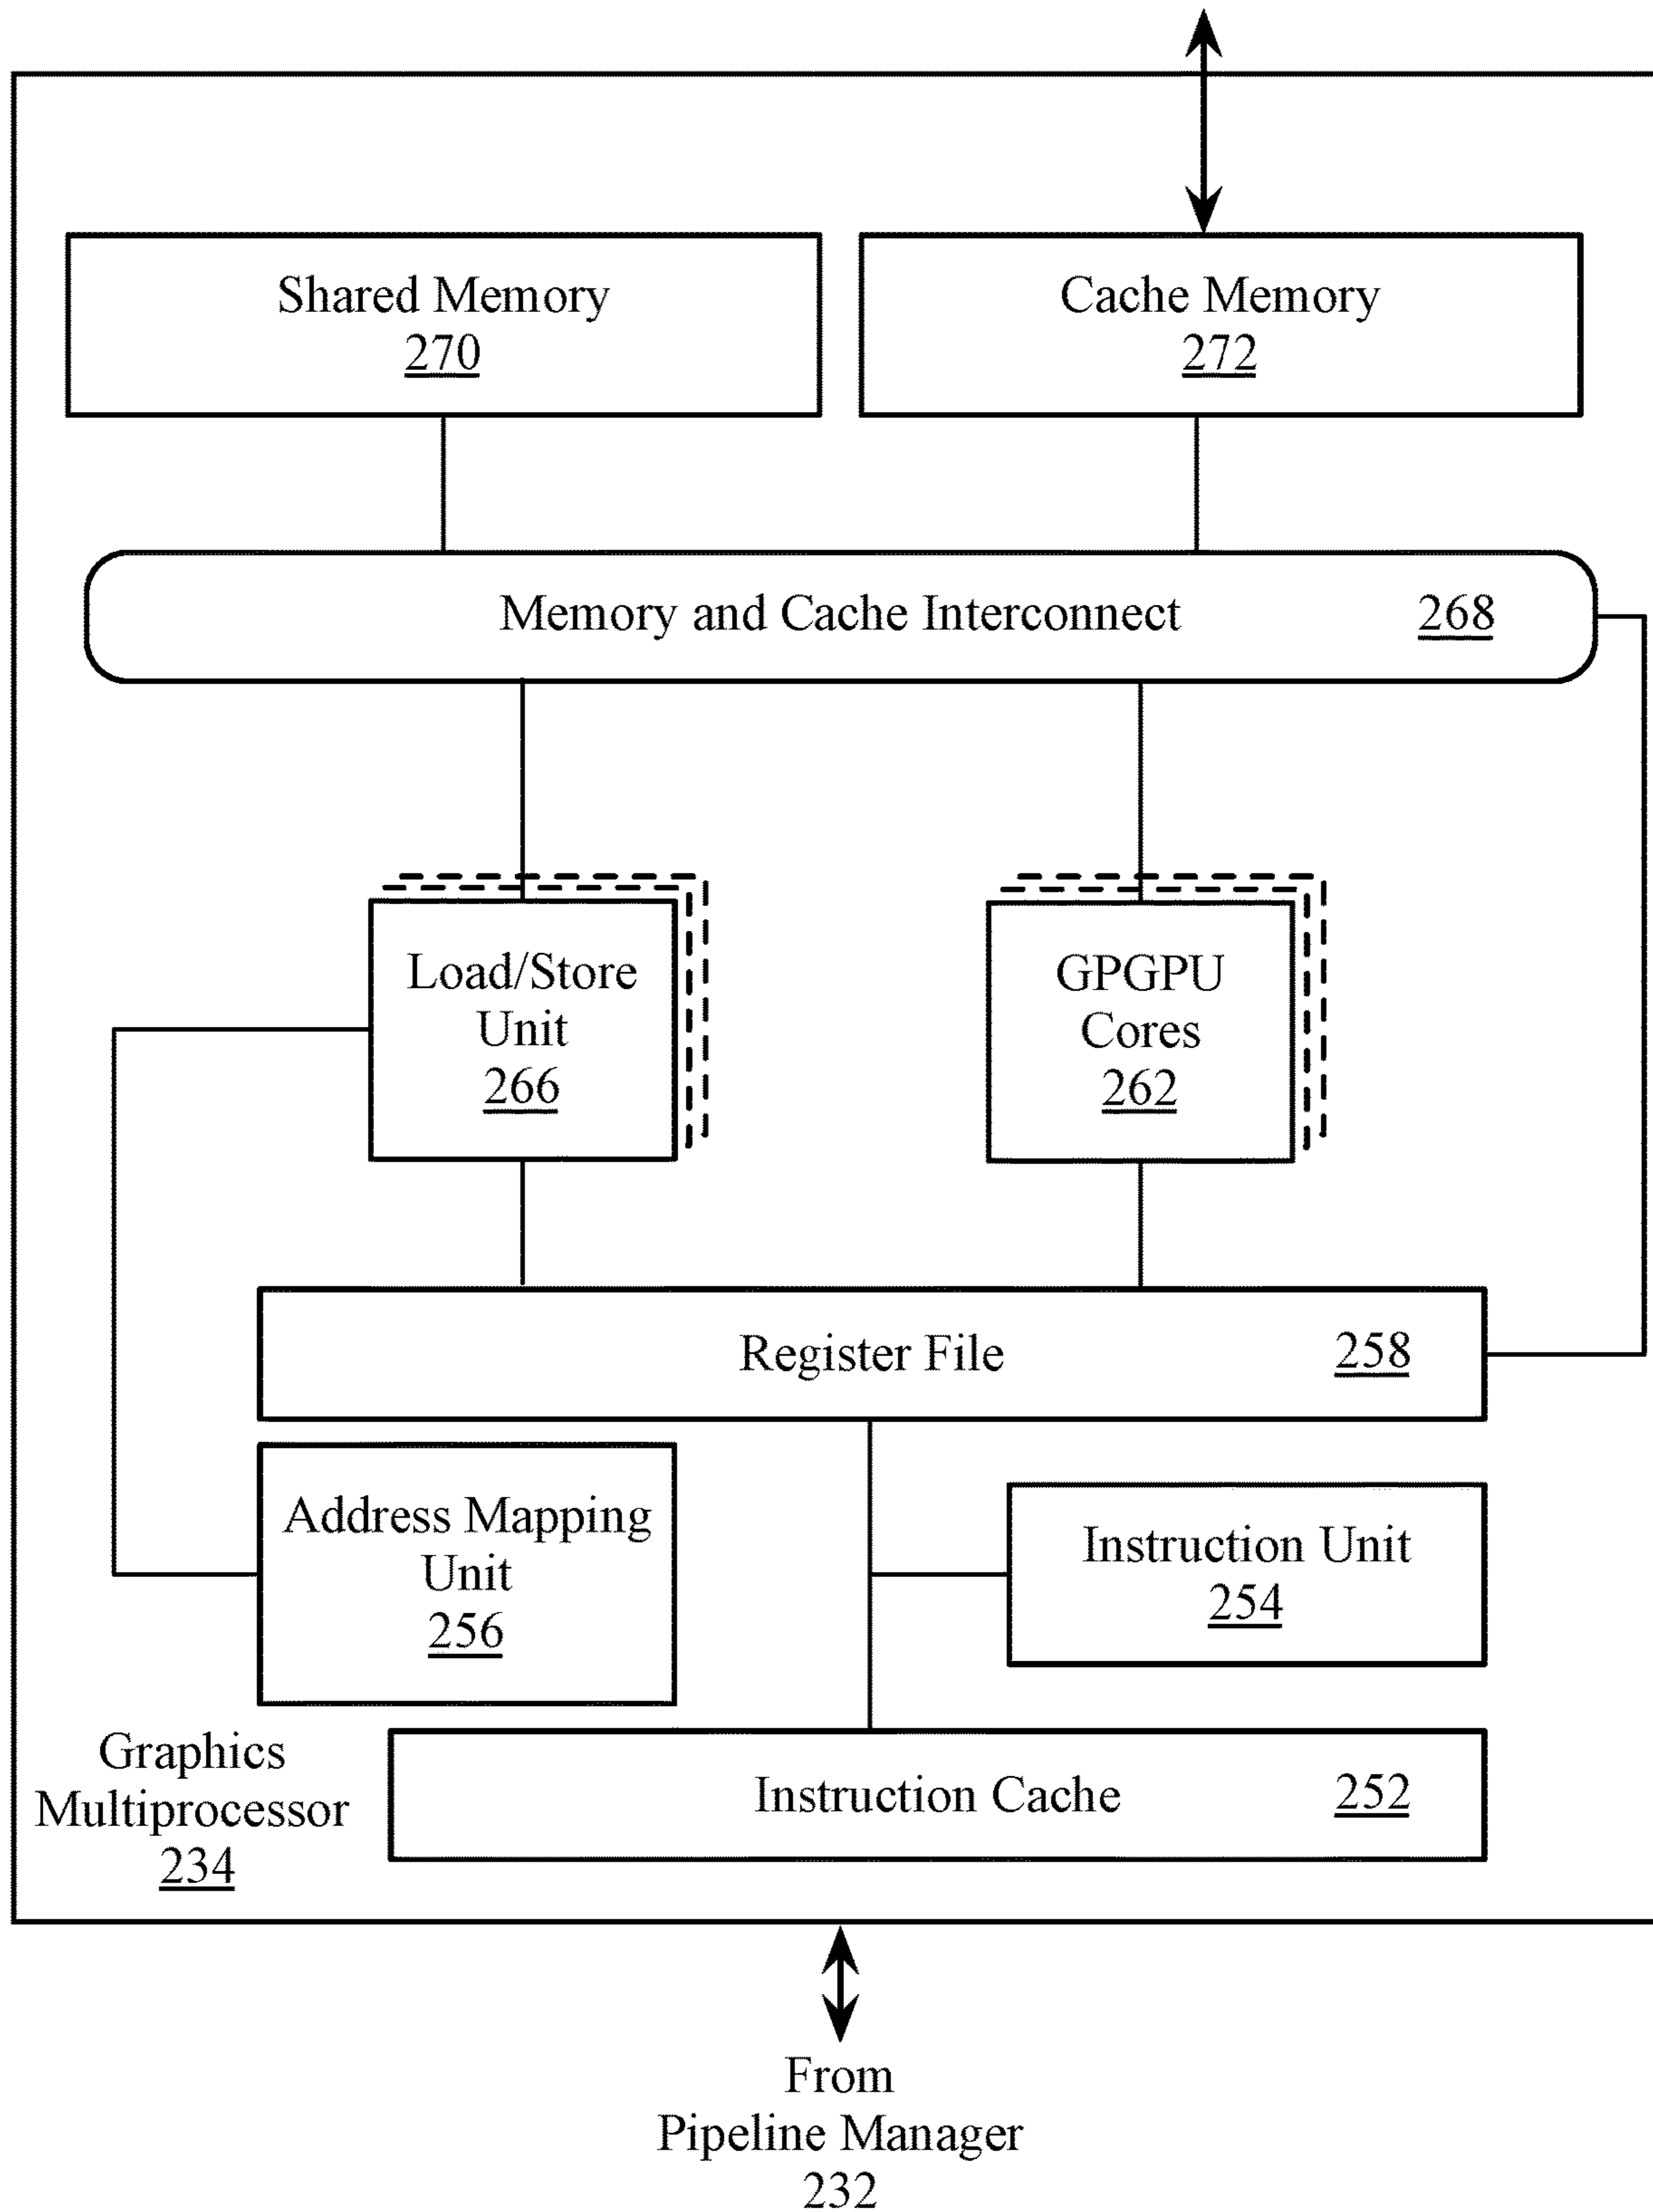 Shared Memory
270
Cache Memory
272
Memory and Cache Interconnect 268
Load/Store
Unit
266
GPGPU
Cores
262
Register File 258
Address Mapping
Unit
256
Instruction Unit
254
Graphics
Multiprocessor
234
Instruction Cache 252
From
Pipeline Manager
232